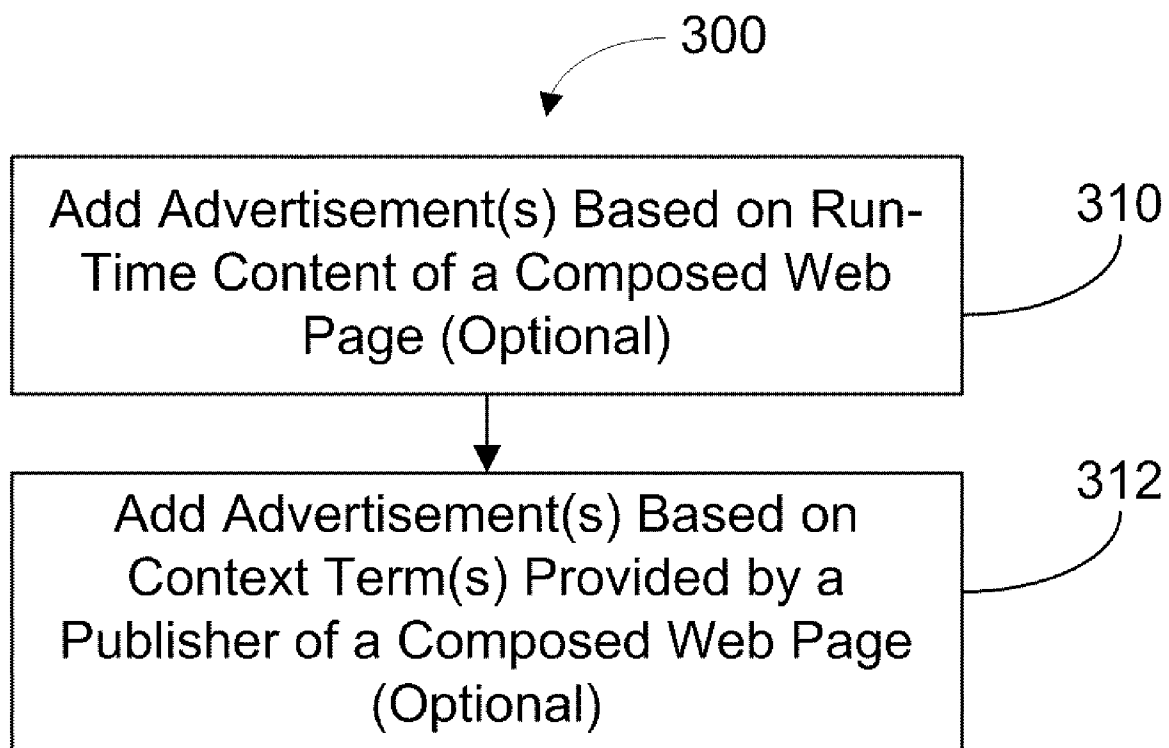 300
Add Advertisement(s) Based on Run-
Time Content of a Composed Web
Page (Optional)
310
Add Advertisement(s) Based on
Context Term(s) Provided by a
Publisher of a Composed Web Page
(Optional)
312